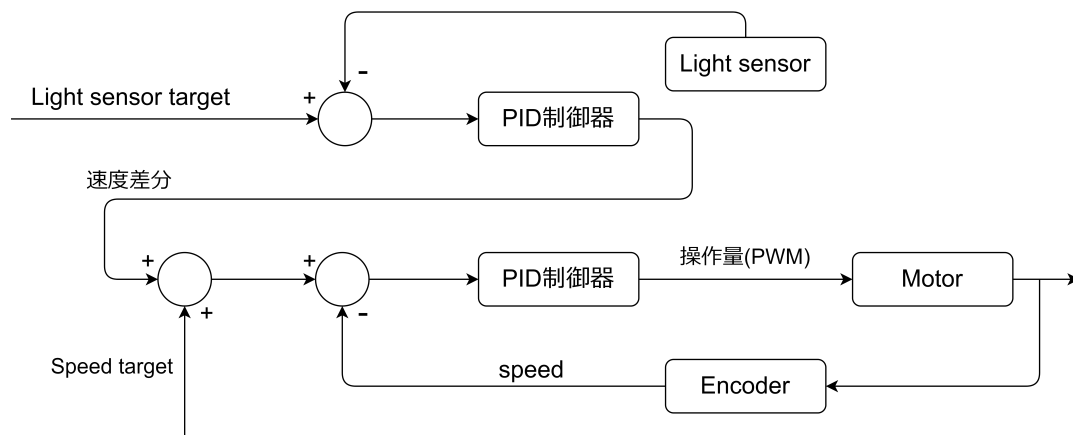 Light sensor
-
Light sensor target
+
PID制御器
速度差分
+
+
操作量(PWM)
PID制御器
Motor
+
-
Speed target
speed
Encoder